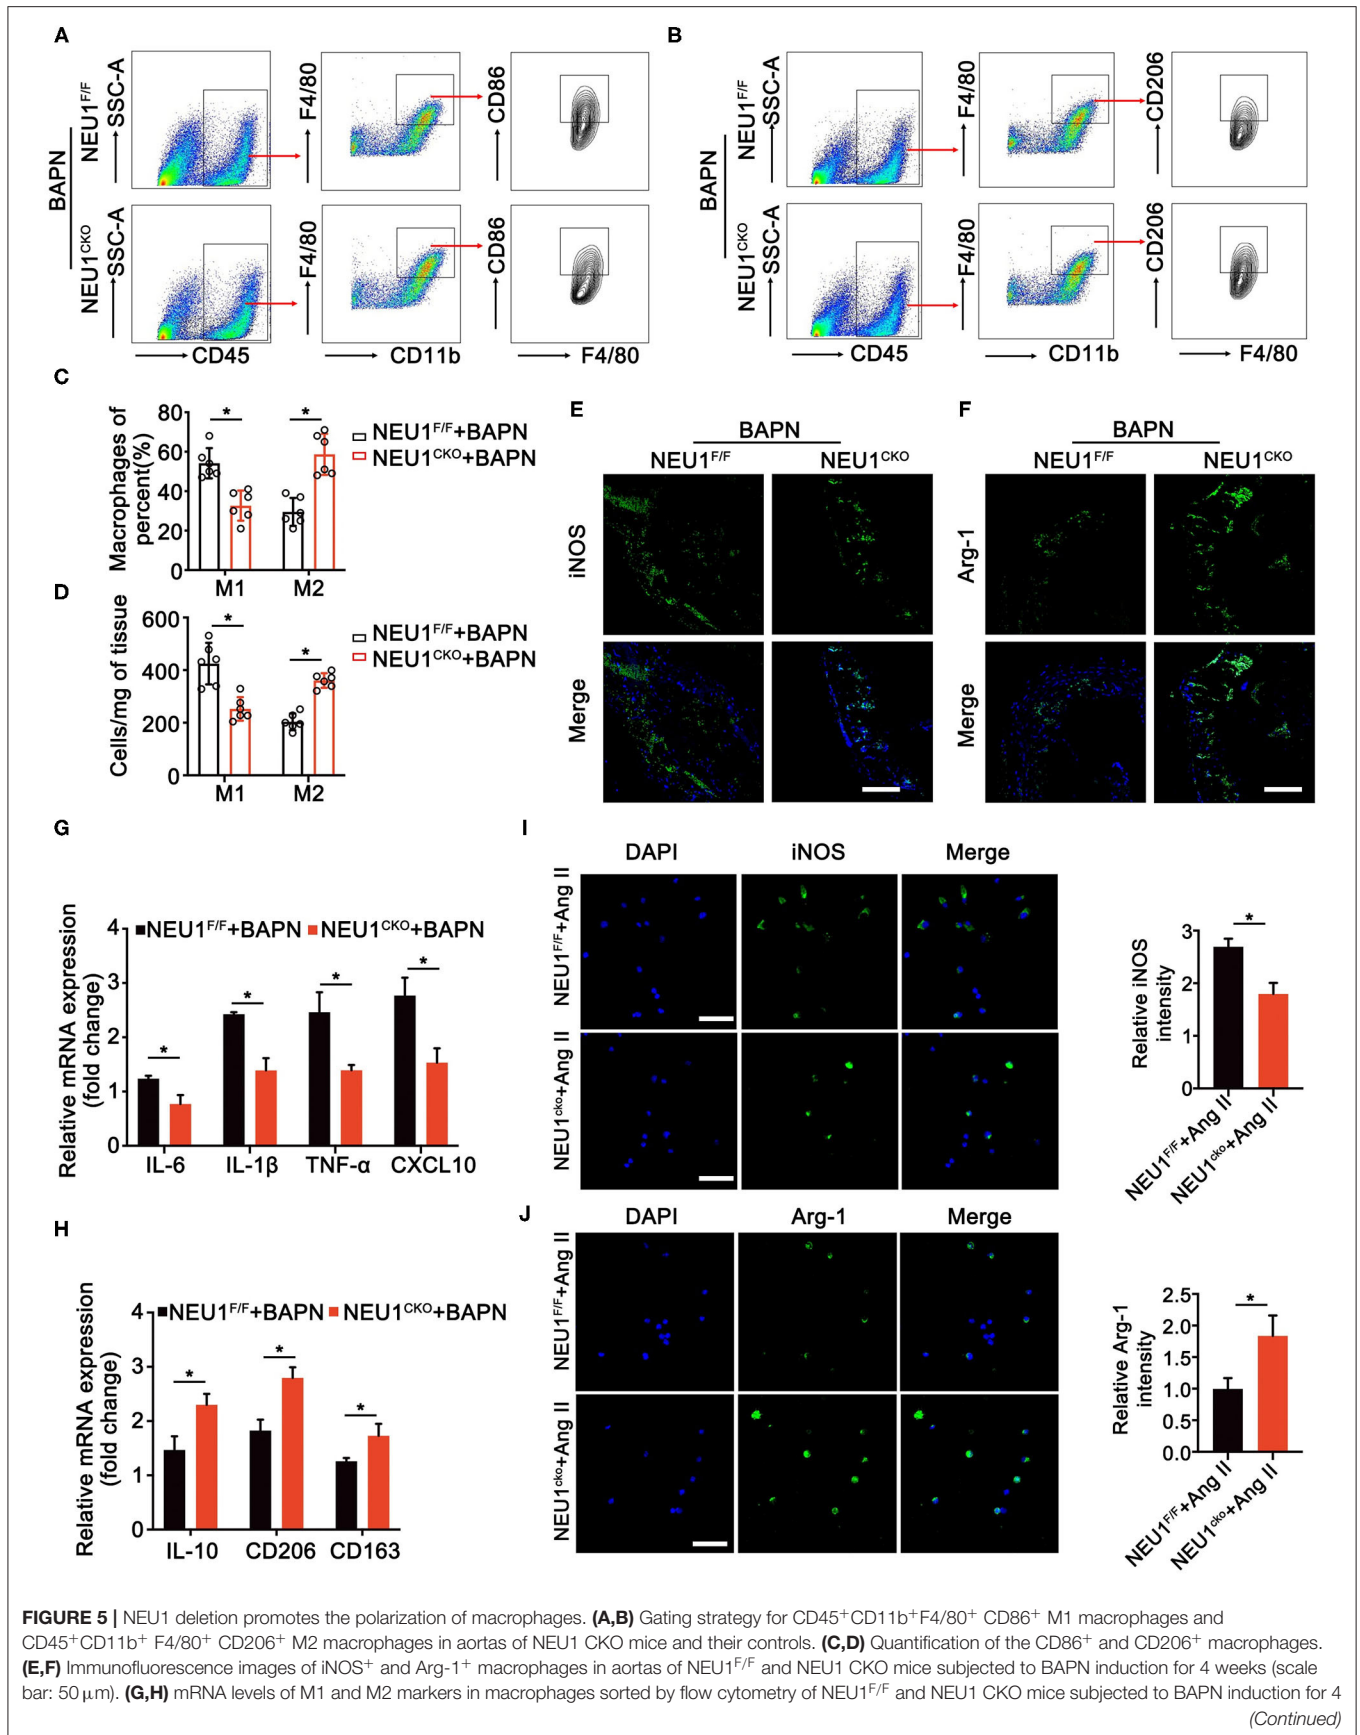 A
B
NEU1F/F
SSC-A
F4/80
CD86
BAPN
NEU1CKO
SSC-A
F4/80
CD86
CD45
CD11b
F4/80
NEU1F/F
SSC-A
F4/80
CD206
BAPN
NEU1CKO
SSC-A
F4/80
CD206
CD45
CD11b
F4/80
C
Macrophages of
percent(%)
80
60
40
20
0
*
*
M1
M2
NEU1F/F+BAPN
NEU1CKO+BAPN
D
Cells/mg of tissue
600
400
200
0
*
*
M1
M2
NEU1F/F+BAPN
NEU1CKO+BAPN
E
BAPN
NEU1F/F
NEU1CKO
iNOS
Merge
F
BAPN
NEU1F/F
NEU1CKO
Arg-1
Merge
G
Relative mRNA expression
(fold change)
4
3
2
1
0
NEU1F/F+BAPN
NEU1CKO+BAPN
*
*
*
*
IL-6
IL-1β
TNF-α
CXCL10
H
Relative mRNA expression
(fold change)
4
3
2
1
0
NEU1F/F+BAPN
NEU1CKO+BAPN
*
*
*
IL-10
CD206
CD163
I
DAPI
iNOS
Merge
NEU1F/F+Ang II
NEU1cko+Ang II
Relative iNOS
intensity
3
2
1
0
*
NEU1F/F+Ang II
NEU1cko+Ang II
J
DAPI
Arg-1
Merge
NEU1F/F+Ang II
NEU1cko+Ang II
Relative Arg-1
intensity
2.5
2.0
1.5
1.0
0.5
0.0
*
NEU1F/F+Ang II
NEU1cko+Ang II
FIGURE 5 | NEU1 deletion promotes the polarization of macrophages. (A,B) Gating strategy for CD45+CD11b+F4/80+ CD86+ M1 macrophages and
CD45+CD11b+ F4/80+ CD206+ M2 macrophages in aortas of NEU1 CKO mice and their controls. (C,D) Quantification of the CD86+ and CD206+ macrophages.
(E,F) Immunofluorescence images of iNOS+ and Arg-1+ macrophages in aortas of NEU1F/F and NEU1 CKO mice subjected to BAPN induction for 4 weeks (scale
bar: 50 μm). (G,H) mRNA levels of M1 and M2 markers in macrophages sorted by flow cytometry of NEU1F/F and NEU1 CKO mice subjected to BAPN induction for 4
(Continued)